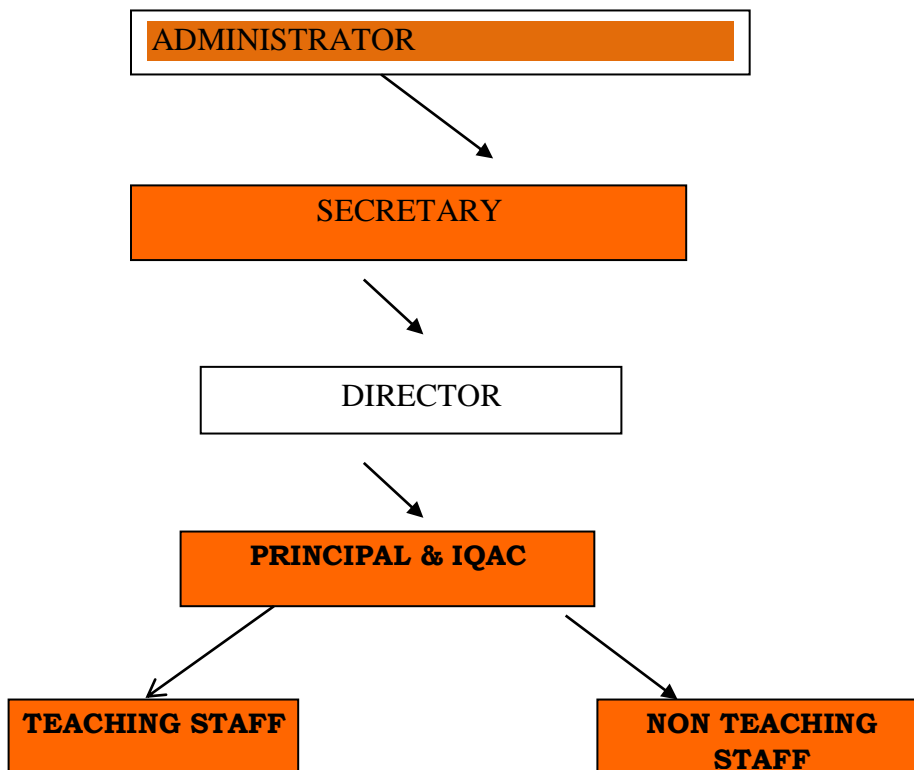 ADMINISTRATOR
SECRETARY
DIRECTOR
PRINCIPAL & IQAC
TEACHING STAFF
NON TEACHING
STAFF